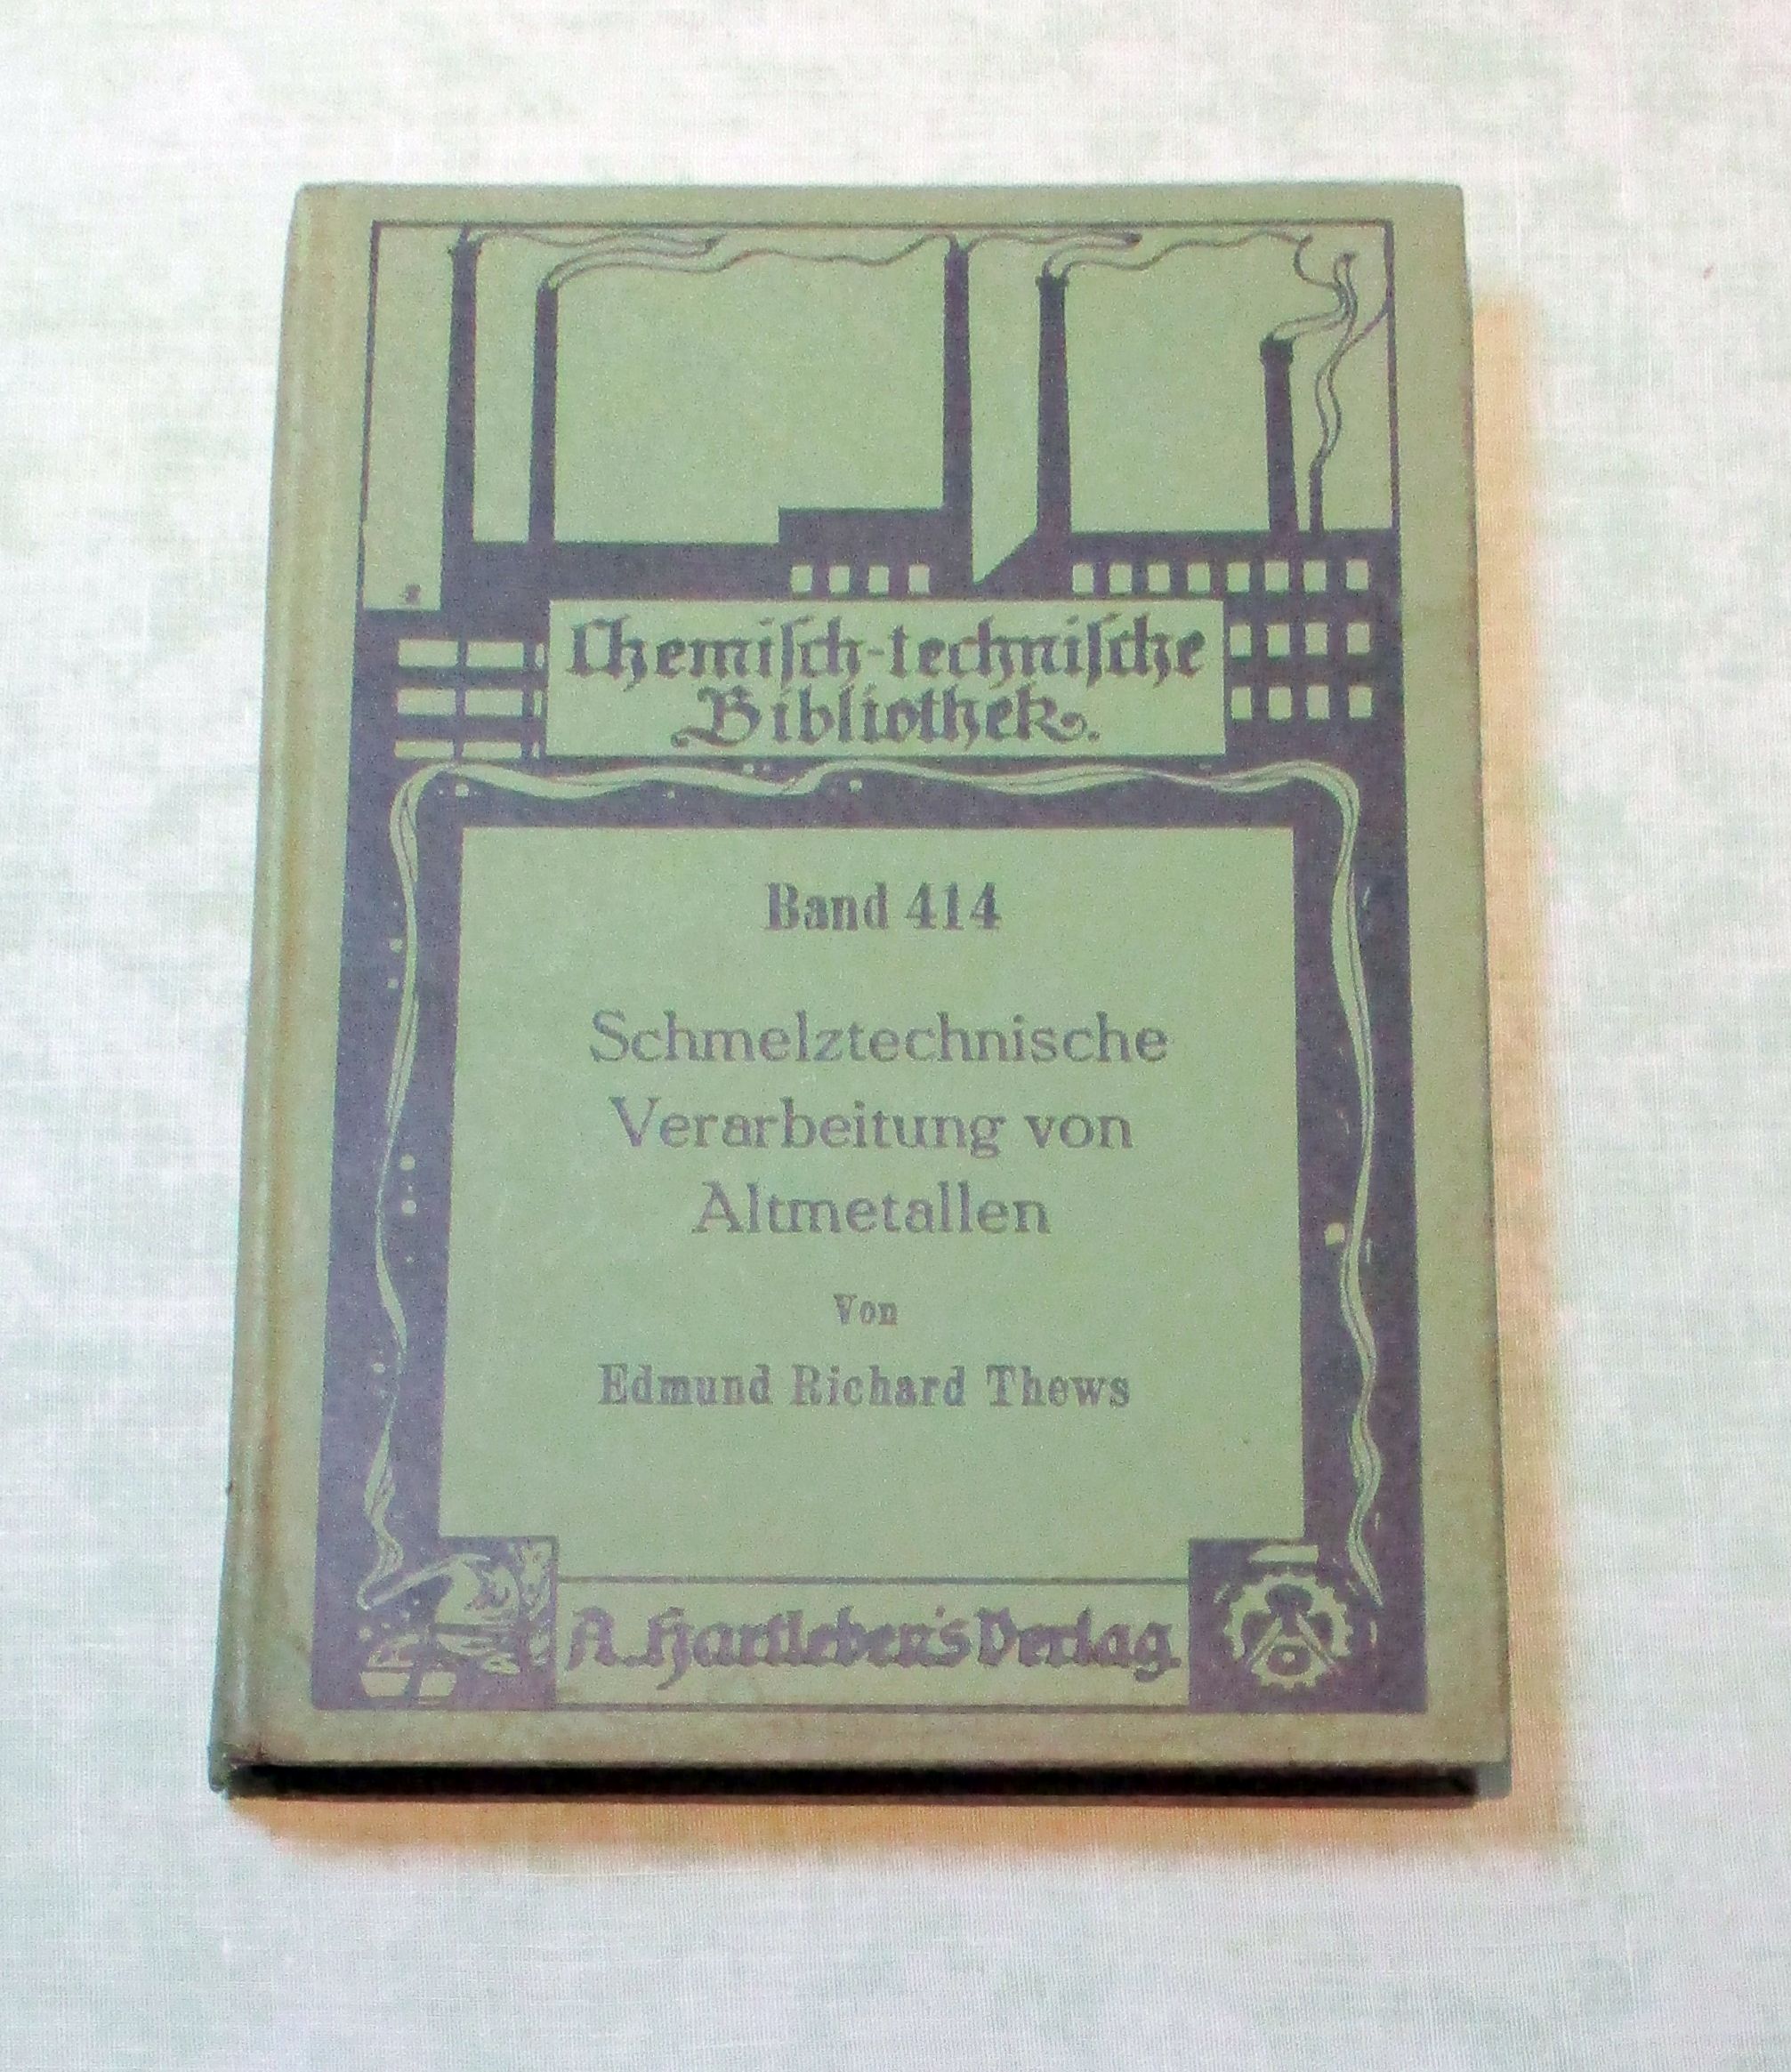 Chemiſch-techniſche
Bibliothek.
Band 414
Schmelztechnische
Verarbeitung von
Altmetallen
Von
Edmund Richard Thews
A. Hartleben's Verlag.